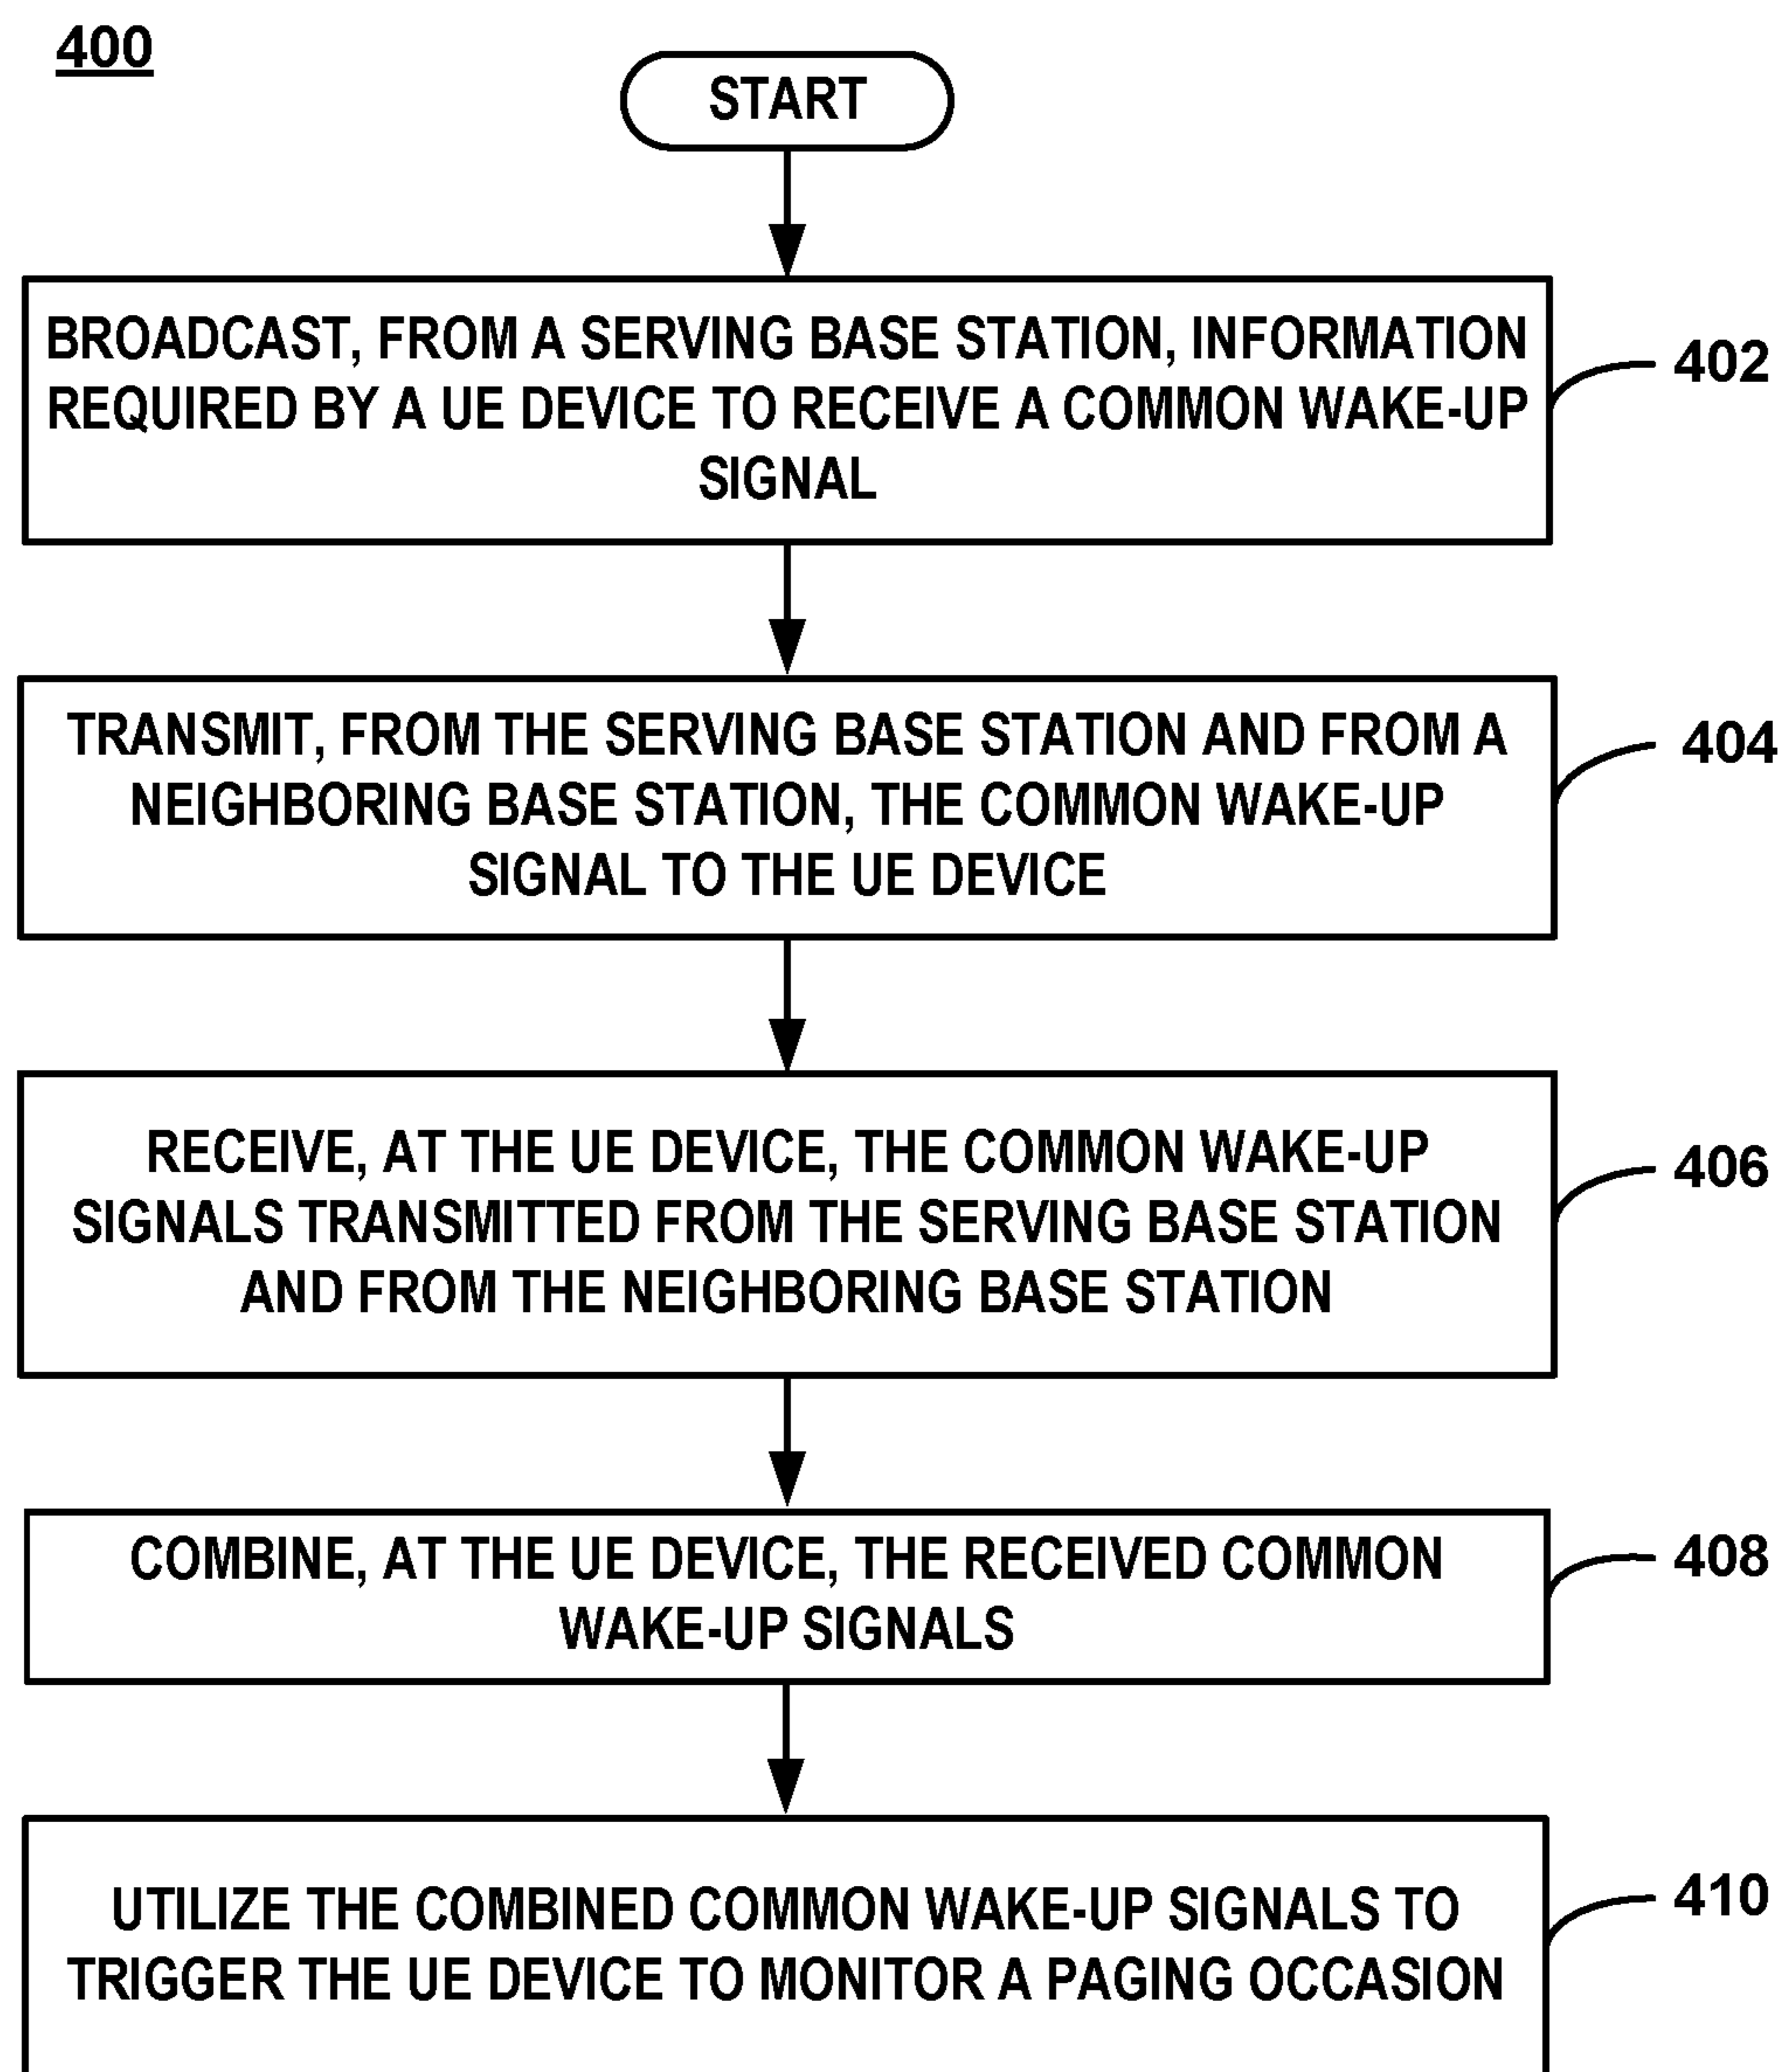 400
START
BROADCAST, FROM A SERVING BASE STATION, INFORMATION
REQUIRED BY A UE DEVICE TO RECEIVE A COMMON WAKE-UP
SIGNAL
402
TRANSMIT, FROM THE SERVING BASE STATION AND FROM A
NEIGHBORING BASE STATION, THE COMMON WAKE-UP
SIGNAL TO THE UE DEVICE
404
RECEIVE, AT THE UE DEVICE, THE COMMON WAKE-UP
SIGNALS TRANSMITTED FROM THE SERVING BASE STATION
AND FROM THE NEIGHBORING BASE STATION
406
COMBINE, AT THE UE DEVICE, THE RECEIVED COMMON
WAKE-UP SIGNALS
408
UTILIZE THE COMBINED COMMON WAKE-UP SIGNALS TO
TRIGGER THE UE DEVICE TO MONITOR A PAGING OCCASION
410